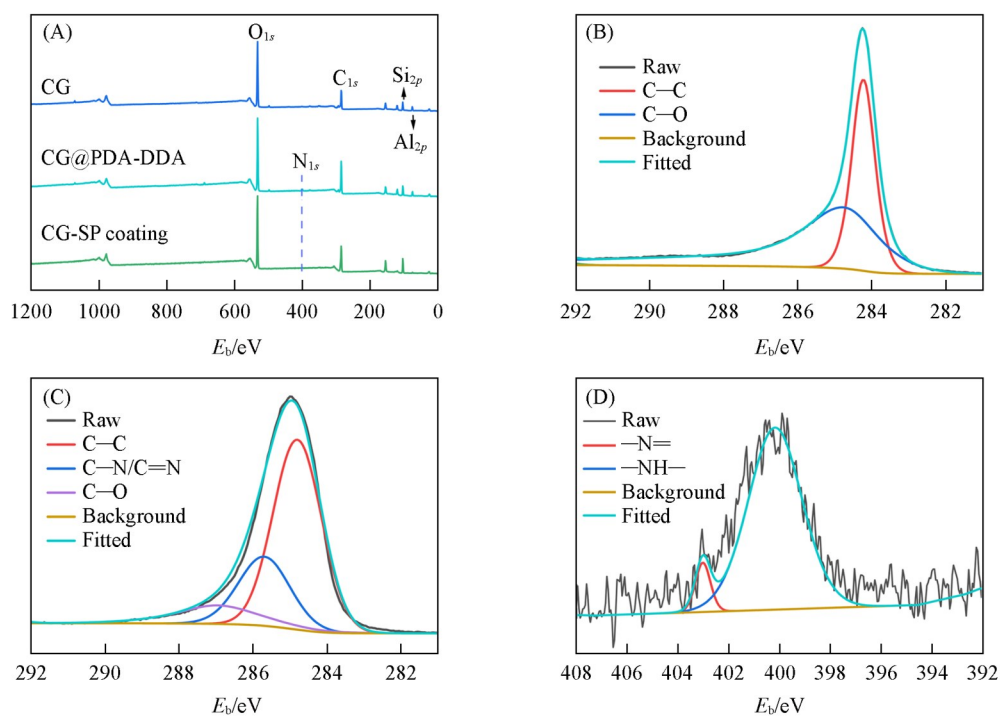 (A)
O1s
CG
C1s
Si2p
Al2p
CG@PDA-DDA
N1s
CG-SP coating
1200 1000 800 600 400 200 0
Eb/eV
(B)
Raw
C—C
C—O
Background
Fitted
292 290 288 286 284 282
Eb/eV
(C)
Raw
C—C
C—N/C═N
C—O
Background
Fitted
292 290 288 286 284 282
Eb/eV
(D)
Raw
—N═
—NH—
Background
Fitted
408 406 404 402 400 398 396 394 392
Eb/eV